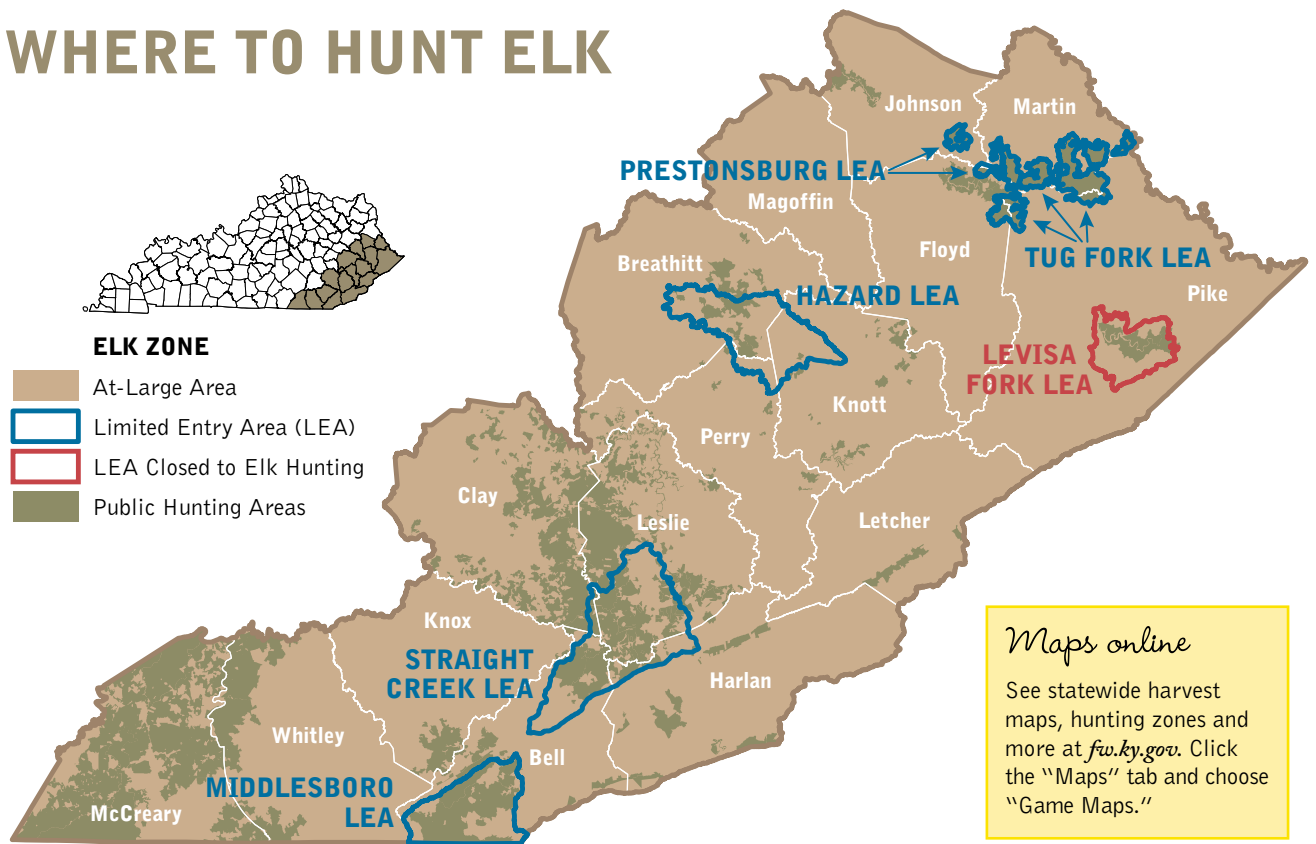 WHERE TO HUNT ELK
Johnson
Martin
PRESTONSBURG LEA
Magoffin
Floyd
TUG FORK LEA
Breathitt
HAZARD LEA
Pike
ELK ZONE
At-Large Area
Limited Entry Area (LEA)
LEA Closed to Elk Hunting
Public Hunting Areas
LEVISA
FORK LEA
Knott
Perry
Clay
Leslie
Letcher
Knox
STRAIGHT
CREEK LEA
Harlan
Whitley
Bell
MIDDLESBORO
LEA
McCreary
Maps online
See statewide harvest
maps, hunting zones and
more at fw.ky.gov. Click
the "Maps" tab and choose
"Game Maps."